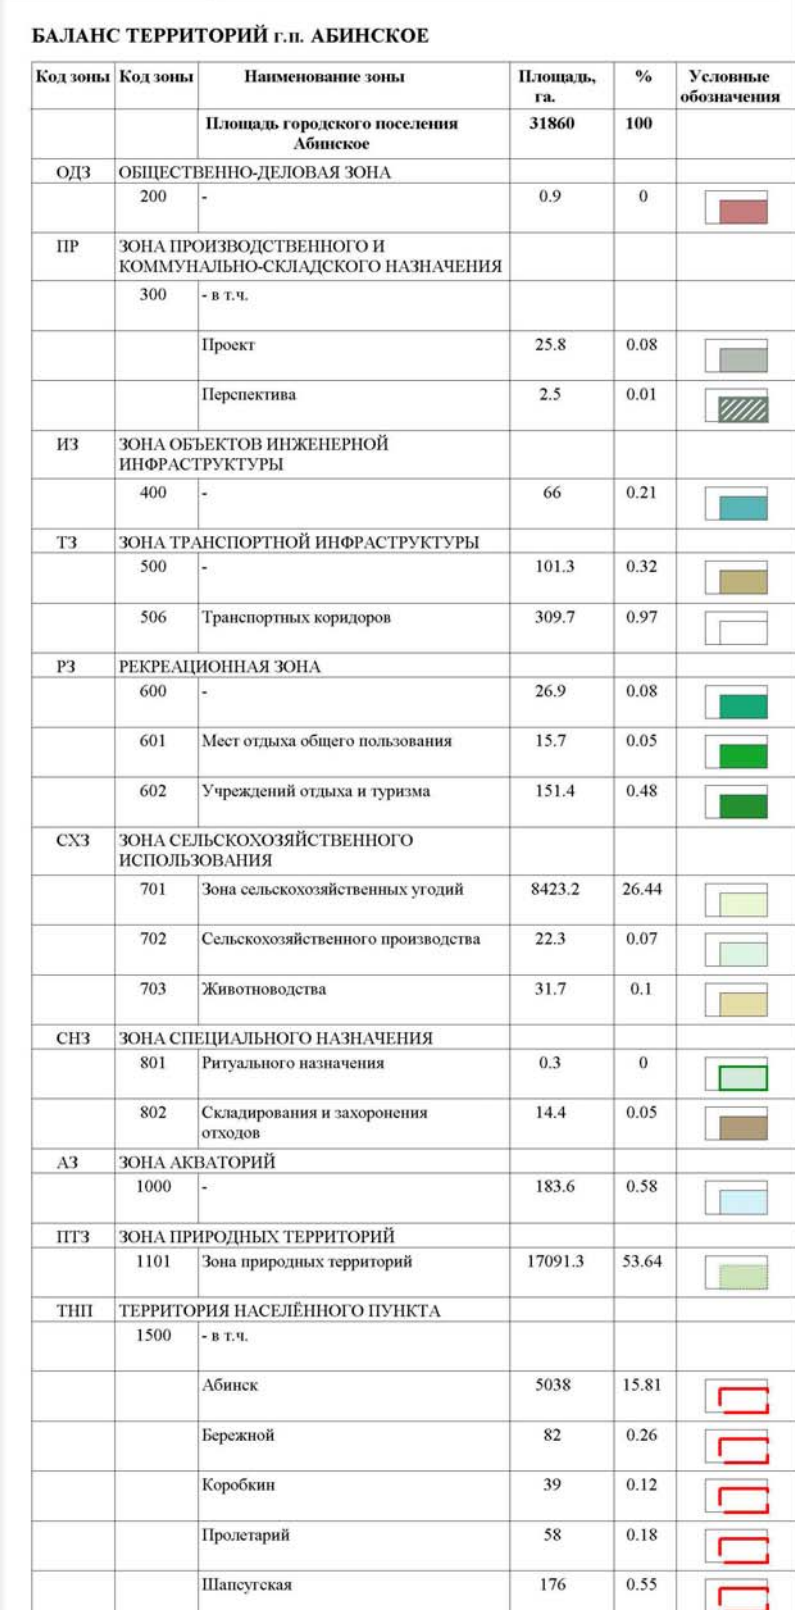 БАЛАНС ТЕРРИТОРИЙ г.п. АБИНСКОЕ
Код зоны Код зоны Наименование зоны Площадь, % Условные
га. обозначения
Площадь городского поселения 31860 100
Абинское
ОДЗ ОБЩЕСТВЕННО-ДЕЛОВАЯ ЗОНА
200 - 0.9 0
ПР ЗОНА ПРОИЗВОДСТВЕННОГО И
КОММУНАЛЬНО-СКЛАДСКОГО НАЗНАЧЕНИЯ
300 - в т.ч.
Проект 25.8 0.08
Перспектива 2.5 0.01
ИЗ ЗОНА ОБЪЕКТОВ ИНЖЕНЕРНОЙ
ИНФРАСТРУКТУРЫ
400 - 66 0.21
ТЗ ЗОНА ТРАНСПОРТНОЙ ИНФРАСТРУКТУРЫ
500 - 101.3 0.32
506 Транспортных коридоров 309.7 0.97
РЗ РЕКРЕАЦИОННАЯ ЗОНА
600 - 26.9 0.08
601 Мест отдыха общего пользования 15.7 0.05
602 Учреждений отдыха и туризма 151.4 0.48
СХЗ ЗОНА СЕЛЬСКОХОЗЯЙСТВЕННОГО
ИСПОЛЬЗОВАНИЯ
701 Зона сельскохозяйственных угодий 8423.2 26.44
702 Сельскохозяйственного производства 22.3 0.07
703 Животноводства 31.7 0.1
СНЗ ЗОНА СПЕЦИАЛЬНОГО НАЗНАЧЕНИЯ
801 Ритуального назначения 0.3 0
802 Складирования и захоронения 14.4 0.05
отходов
АЗ ЗОНА АКВАТОРИЙ
1000 - 183.6 0.58
ПТЗ ЗОНА ПРИРОДНЫХ ТЕРРИТОРИЙ
1101 Зона природных территорий 17091.3 53.64
ТНП ТЕРРИТОРИЯ НАСЕЛЁННОГО ПУНКТА
1500 - в т.ч.
Абинск 5038 15.81
Бережной 82 0.26
Коробкин 39 0.12
Пролетарий 58 0.18
Шапсугская 176 0.55